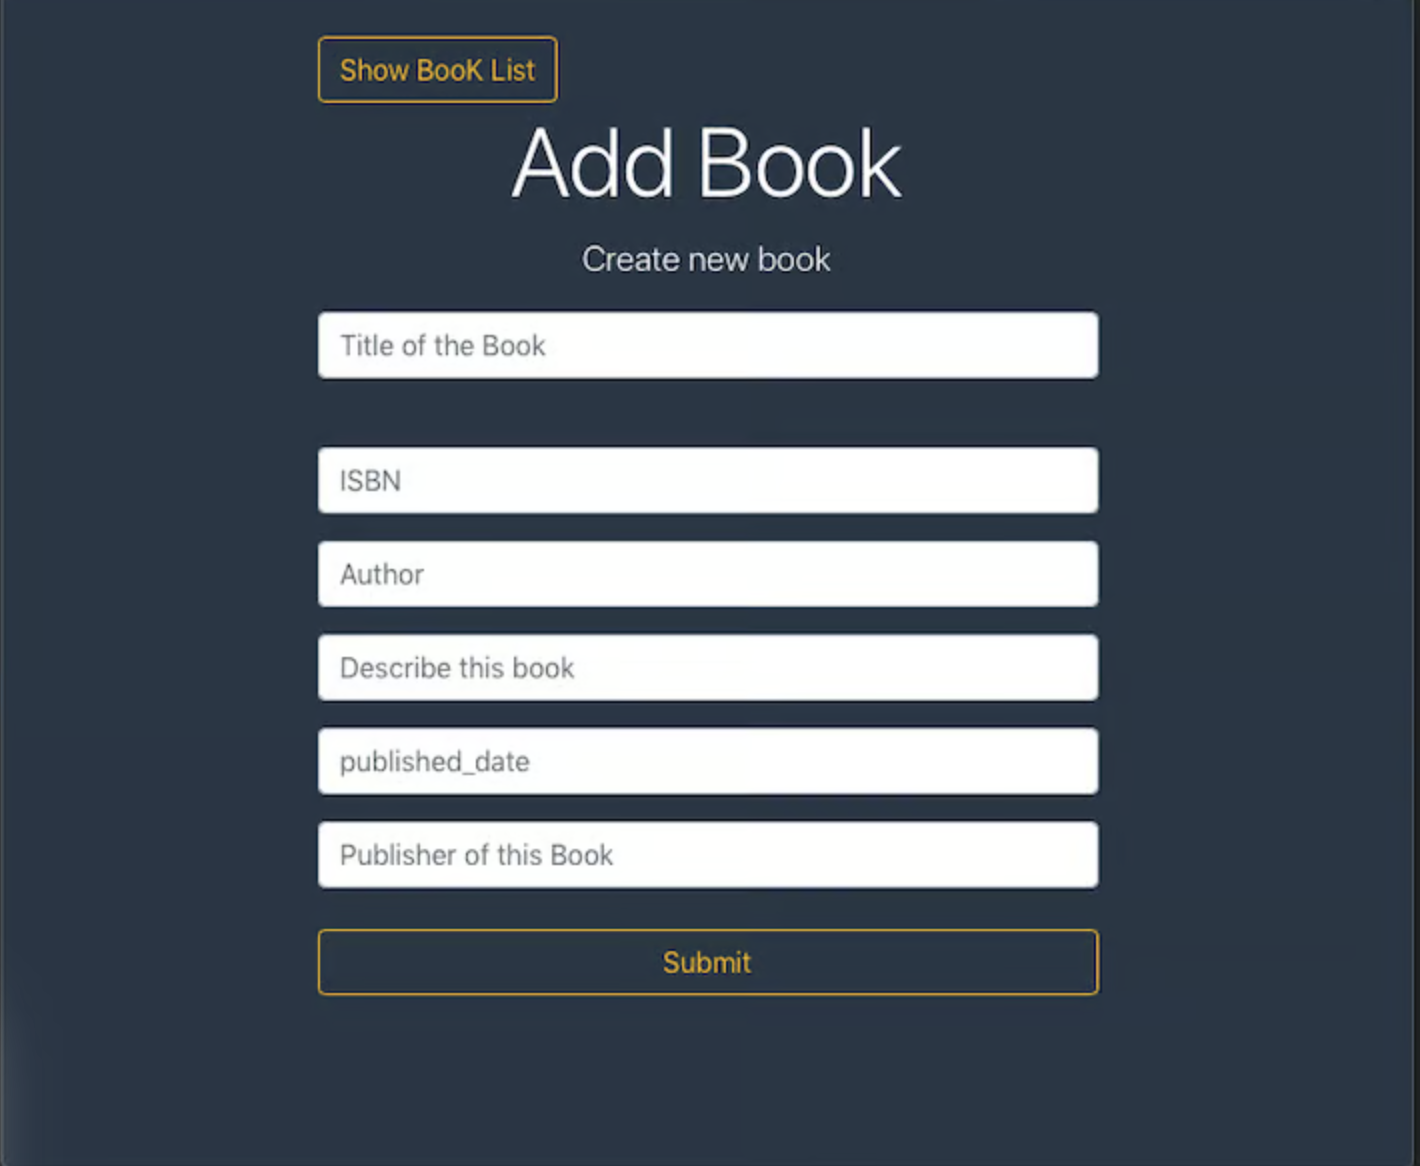 Show BooK List
Add Book
Create new book
Title of the Book
ISBN
Author
Describe this book
published_date
Publisher of this Book
Submit